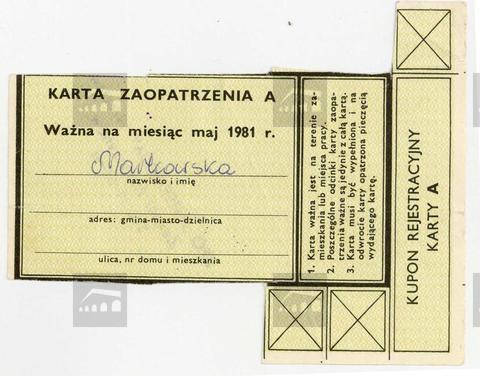 KARTA ZAOPATRZENIA A
Ważna na miesiąc maj 1981 r.
Markowska
nazwisko i imię
adres: gmina-miasto-dzielnica
ulica, nr domu i mieszkania
1. Karta ważna jest na terenie za-
mieszkania lub miejsca pracy.
2. Poszczególne odcinki karty zaopa-
trzenia ważne są jedynie z całą kartą.
3. Karta musi być wypełniona i na
odwrocie karty opatrzona pieczęcią
wydającego kartę.
KUPON REJESTRACYJNY
KARTY A